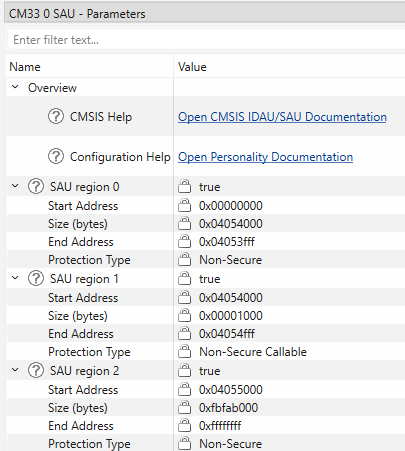 CM33 0 SAU - Parameters
Enter filter text...
Name Value
Overview
CMSIS Help Open CMSIS IDAU/SAU Documentation
Configuration Help Open Personality Documentation
SAU region 0 true
Start Address 0x00000000
Size (bytes) 0x04054000
End Address 0x04053fff
Protection Type Non-Secure
SAU region 1 true
Start Address 0x04054000
Size (bytes) 0x00001000
End Address 0x04054fff
Protection Type Non-Secure Callable
SAU region 2 true
Start Address 0x04055000
Size (bytes) 0xfbfab000
End Address 0xffffffff
Protection Type Non-Secure